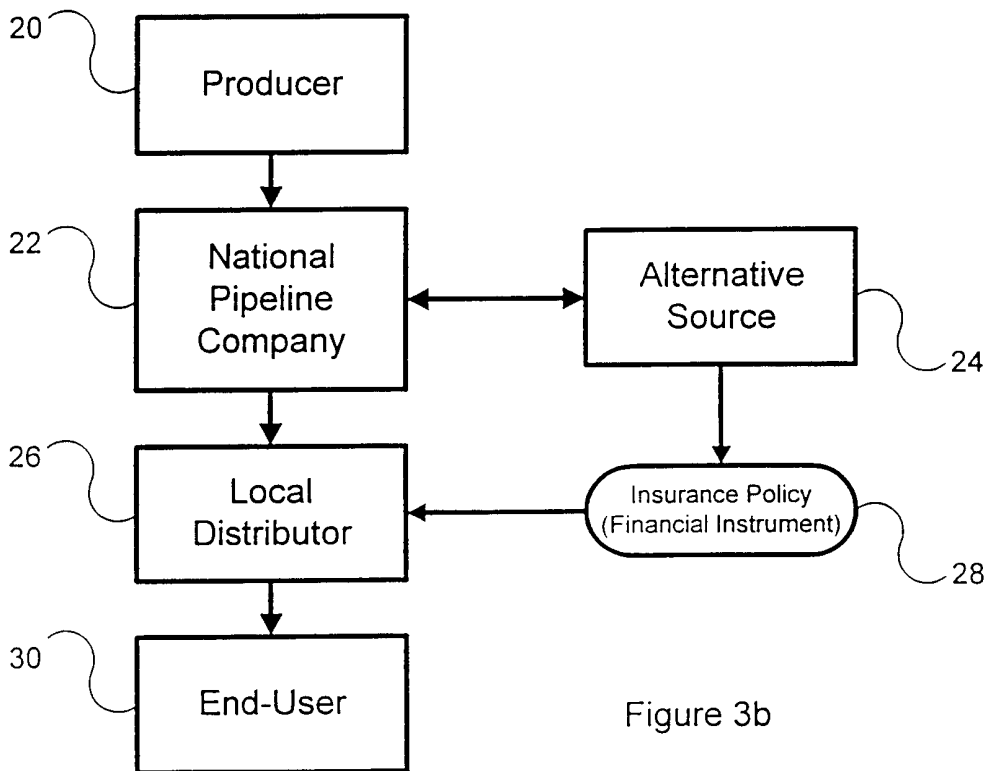 20
Producer
22
National
Pipeline
Company
Alternative
Source
24
26
Local
Distributor
Insurance Policy
(Financial Instrument)
28
30
End-User
Figure 3b